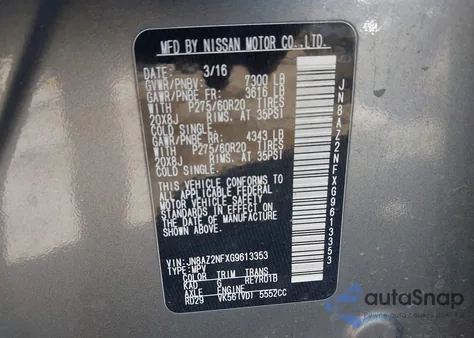 MFD BY NISSAN MOTOR CO.,LTD.
DATE: 3/16
GVWR/PNBV: 7300 LB
GAWR/PNBE FR: 3616 LB
WITH P275/60R20 TIRES
20X8J RIMS, AT 35PSI
COLD SINGLE.
GAWR/PNBE RR: 4343 LB
WITH P275/60R20 TIRES
20X8J RIMS, AT 35PSI
COLD SINGLE.
THIS VEHICLE CONFORMS TO
ALL APPLICABLE FEDERAL
MOTOR VEHICLE SAFETY
STANDARDS IN EFFECT ON
THE DATE OF MANUFACTURE
SHOWN ABOVE.
VIN: JN8AZ2NFXG9613353
TYPE: MPV
COLOR TRIM TRANS
KAD G RE7R01B
AXLE ENGINE
RD29 VK56(VD) 5552CC
JN8AZ2NFXG9613353
autoSnap